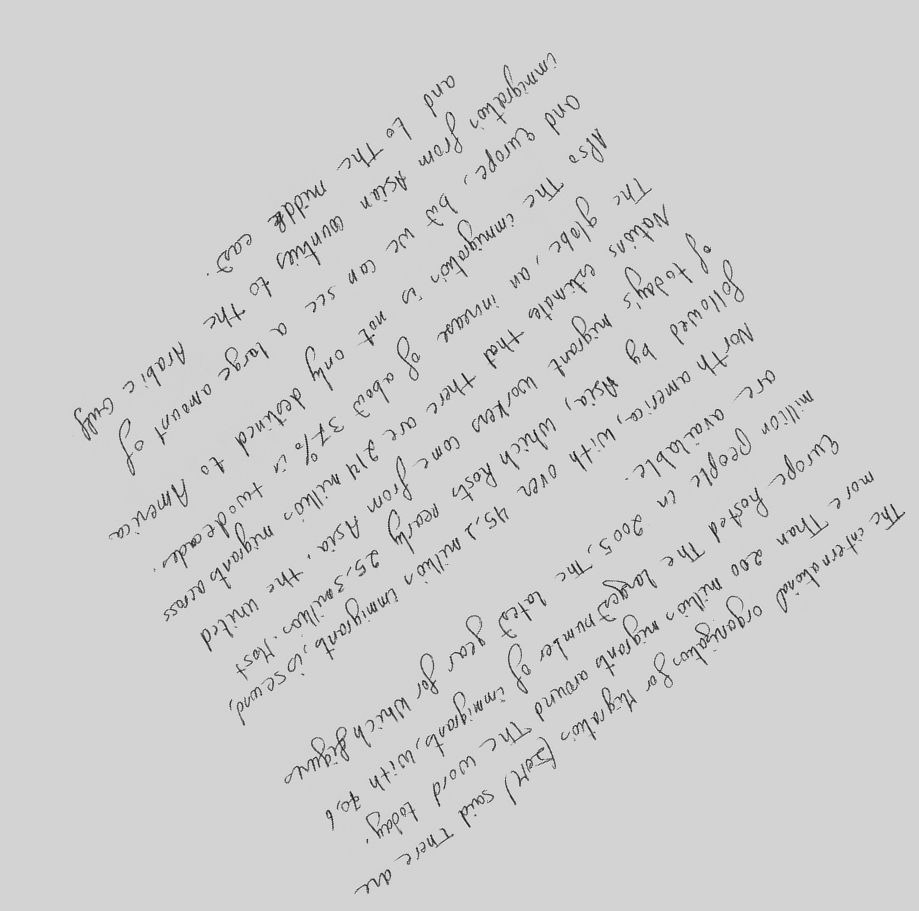 The international organization for Migration (IOM) said There are
more Than 200 million migrants around The word today.
Europe hosted The largest number of immigrants, with 70,6
million people in 2005, The latest year for which figures
are available.
North america, with over 45,1 million immigrants, is second,
followed by Asia, which hosts nearly 25,3 million. Most
of today's migrant workers come from Asia. the United
Nations estimates that there are 214 million migrants across
The globe, an increase of about 37% in two decades.
Also The immigration is not only destined to America
and Europe, but we can see a large amount of
immigration from Asian countries to the Arabic Gulf
and to The middle east.